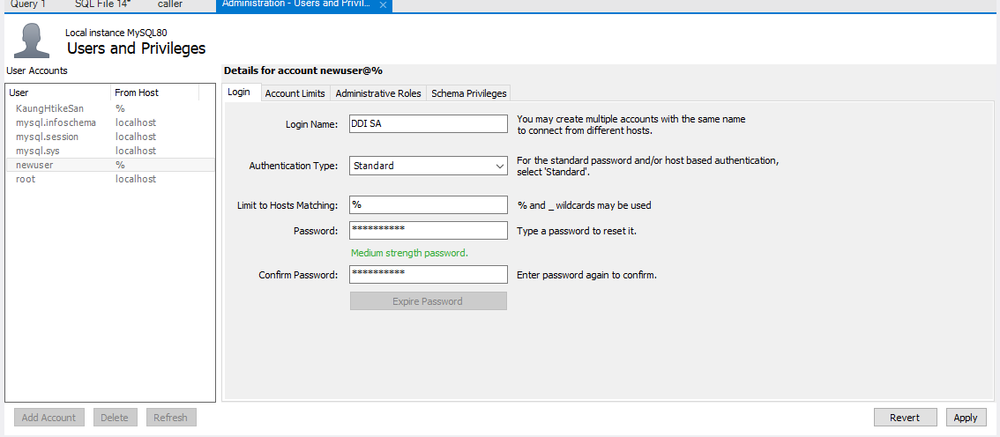 Query 1 SQL File 14* caller Administration - Users and Privil...
Local instance MySQL80
Users and Privileges
User Accounts
User From Host
KaungHtikeSan %
mysql.infoschema localhost
mysql.session localhost
mysql.sys localhost
newuser %
root localhost
Add Account Delete Refresh
Details for account newuser@%
Login Account Limits Administrative Roles Schema Privileges
Login Name: DDI SA You may create multiple accounts with the same name
to connect from different hosts.
Authentication Type: Standard For the standard password and/or host based authentication,
select 'Standard'.
Limit to Hosts Matching: % % and _ wildcards may be used
Password: ********** Type a password to reset it.
Medium strength password.
Confirm Password: ********** Enter password again to confirm.
Expire Password
Revert Apply